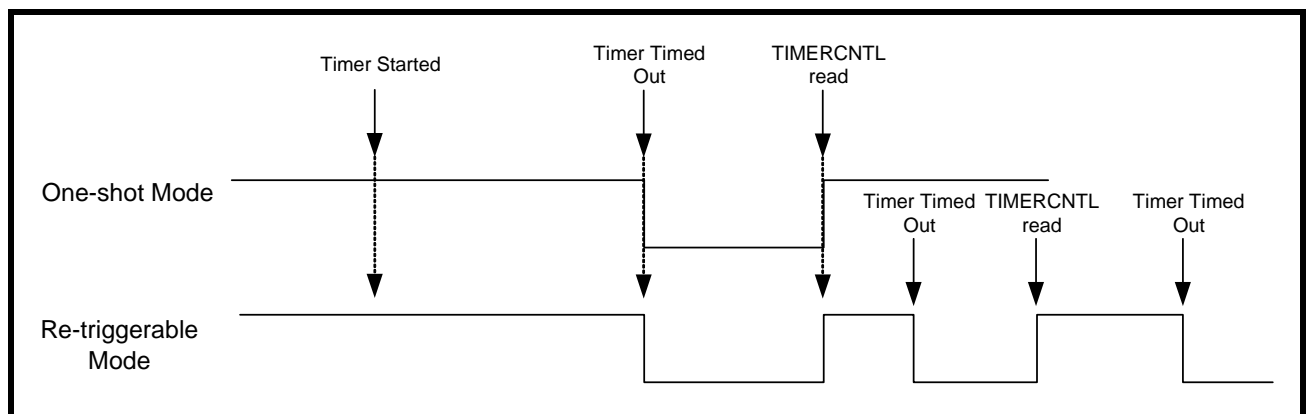 Timer Started
Timer Timed
Out
TIMERCNTL
read
One-shot Mode
Timer Timed
Out
TIMERCNTL
read
Timer Timed
Out
Re-triggerable
Mode